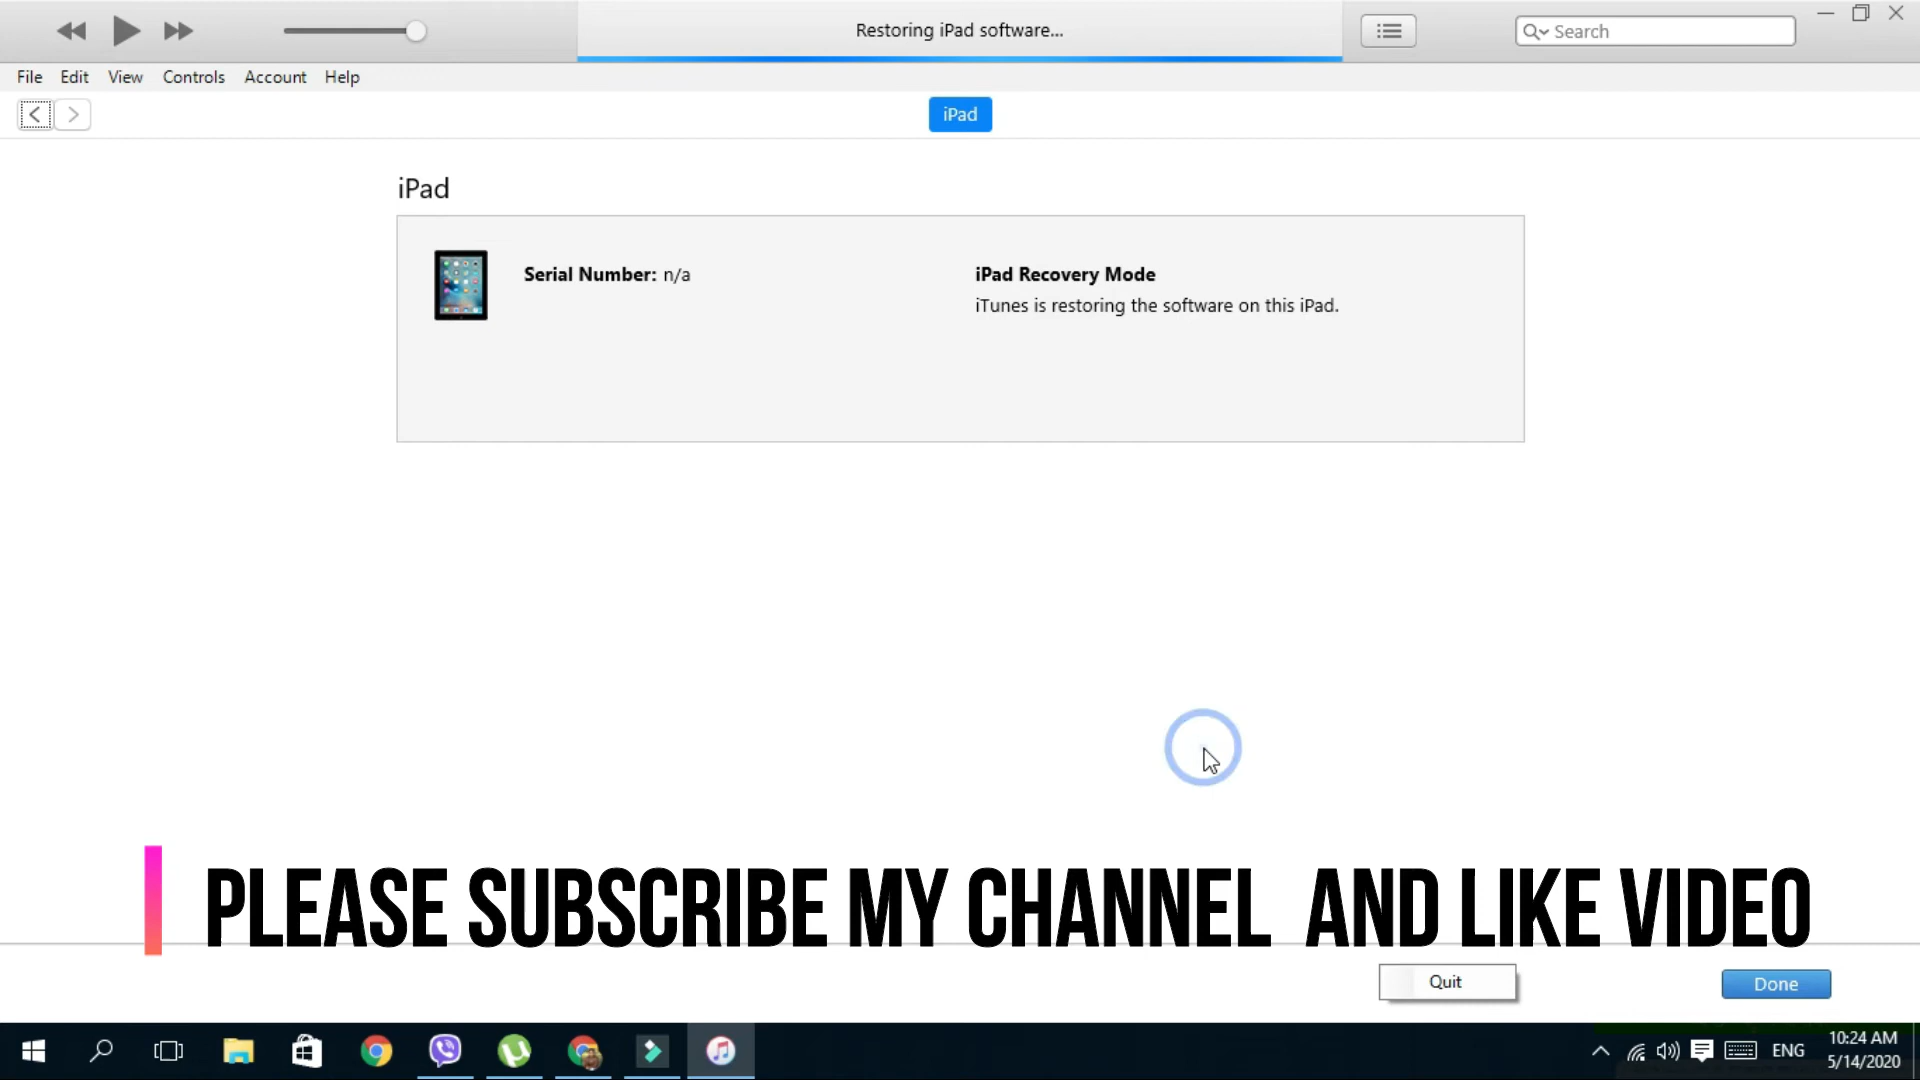 Restoring iPad software...
Search
File Edit View Controls Account Help
iPad
iPad
Serial Number: n/a
iPad Recovery Mode
iTunes is restoring the software on this iPad.
PLEASE SUBSCRIBE MY CHANNEL AND LIKE VIDEO
Quit
Done
ENG
10:24 AM
5/14/2020